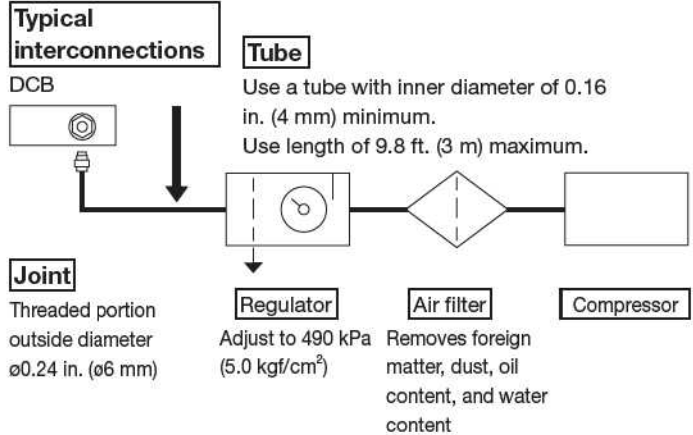 Typical
interconnections
DCB
Tube
Use a tube with inner diameter of 0.16
in. (4 mm) minimum.
Use length of 9.8 ft. (3 m) maximum.
Joint
Threaded portion
outside diameter
ø0.24 in. (ø6 mm)
Regulator
Adjust to 490 kPa
(5.0 kgf/cm²)
Air filter
Removes foreign
matter, dust, oil
content, and water
content
Compressor